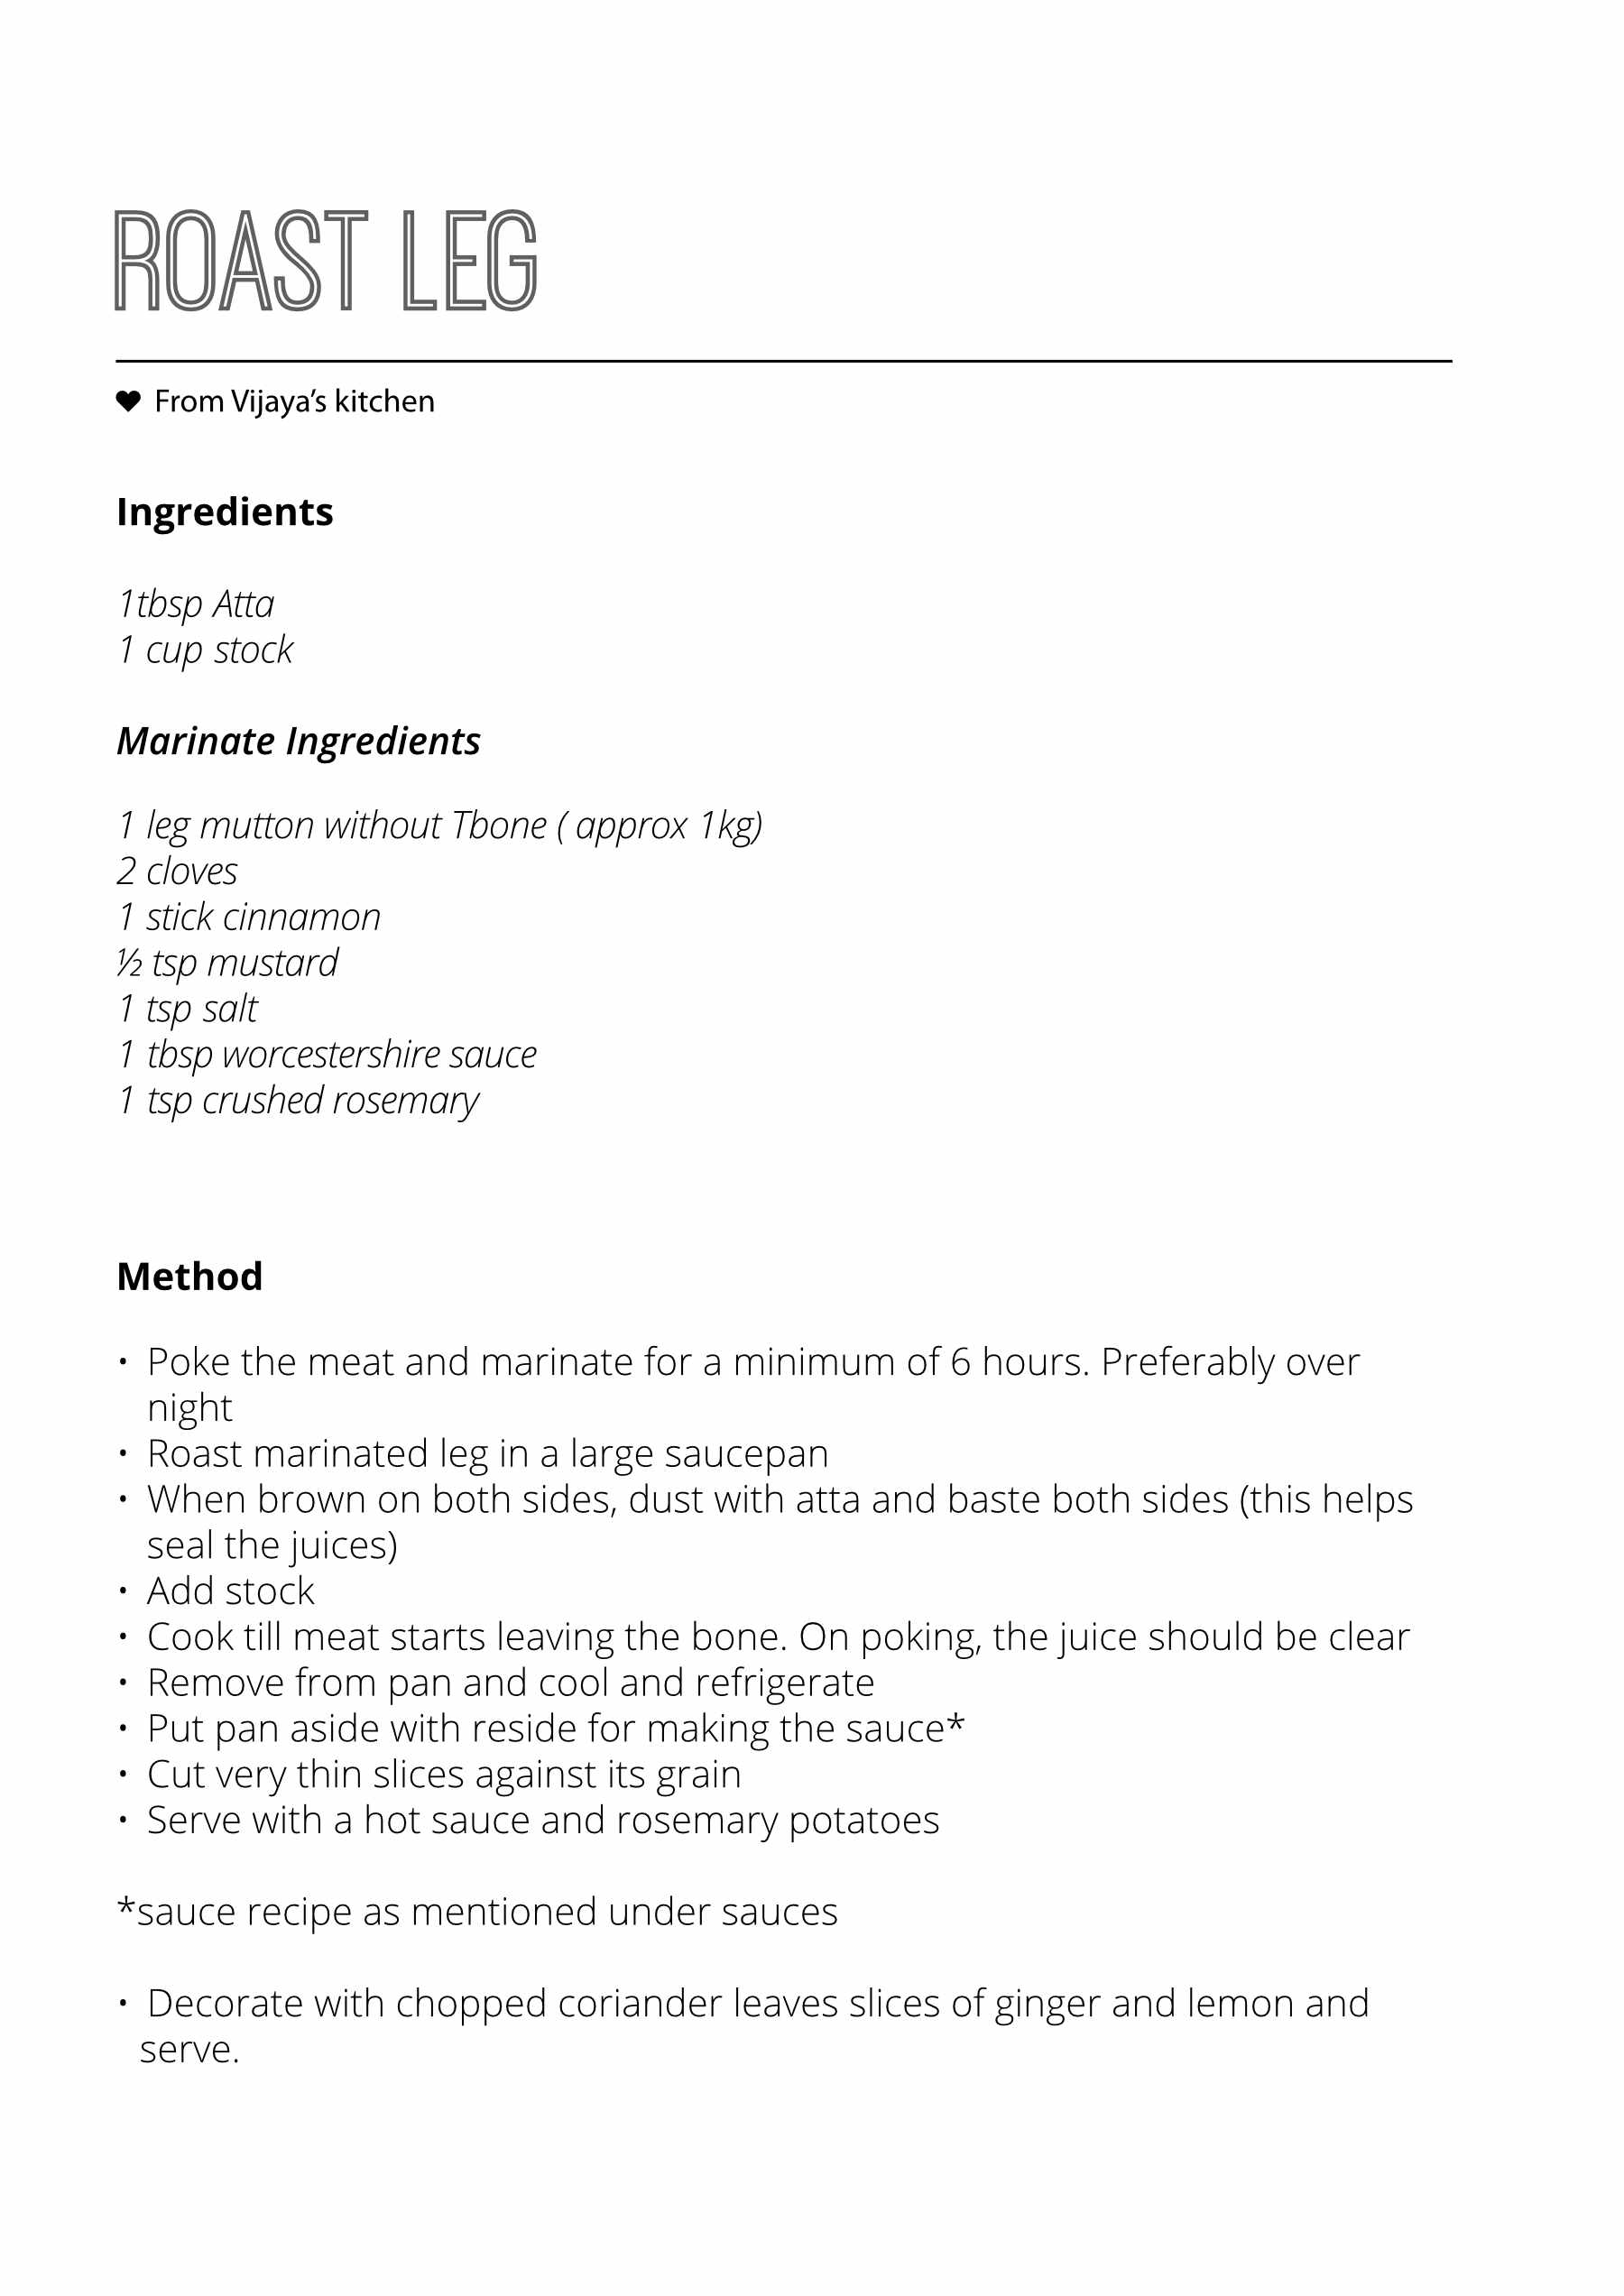 ROAST LEG
♥ From Vijaya's kitchen
Ingredients
1tbsp Atta
1 cup stock
Marinate Ingredients
1 leg mutton without Tbone ( approx 1kg)
2 cloves
1 stick cinnamon
½ tsp mustard
1 tsp salt
1 tbsp worcestershire sauce
1 tsp crushed rosemary
Method
• Poke the meat and marinate for a minimum of 6 hours. Preferably over
night
• Roast marinated leg in a large saucepan
• When brown on both sides, dust with atta and baste both sides (this helps
seal the juices)
• Add stock
• Cook till meat starts leaving the bone. On poking, the juice should be clear
• Remove from pan and cool and refrigerate
• Put pan aside with reside for making the sauce*
• Cut very thin slices against its grain
• Serve with a hot sauce and rosemary potatoes
*sauce recipe as mentioned under sauces
• Decorate with chopped coriander leaves slices of ginger and lemon and
serve.